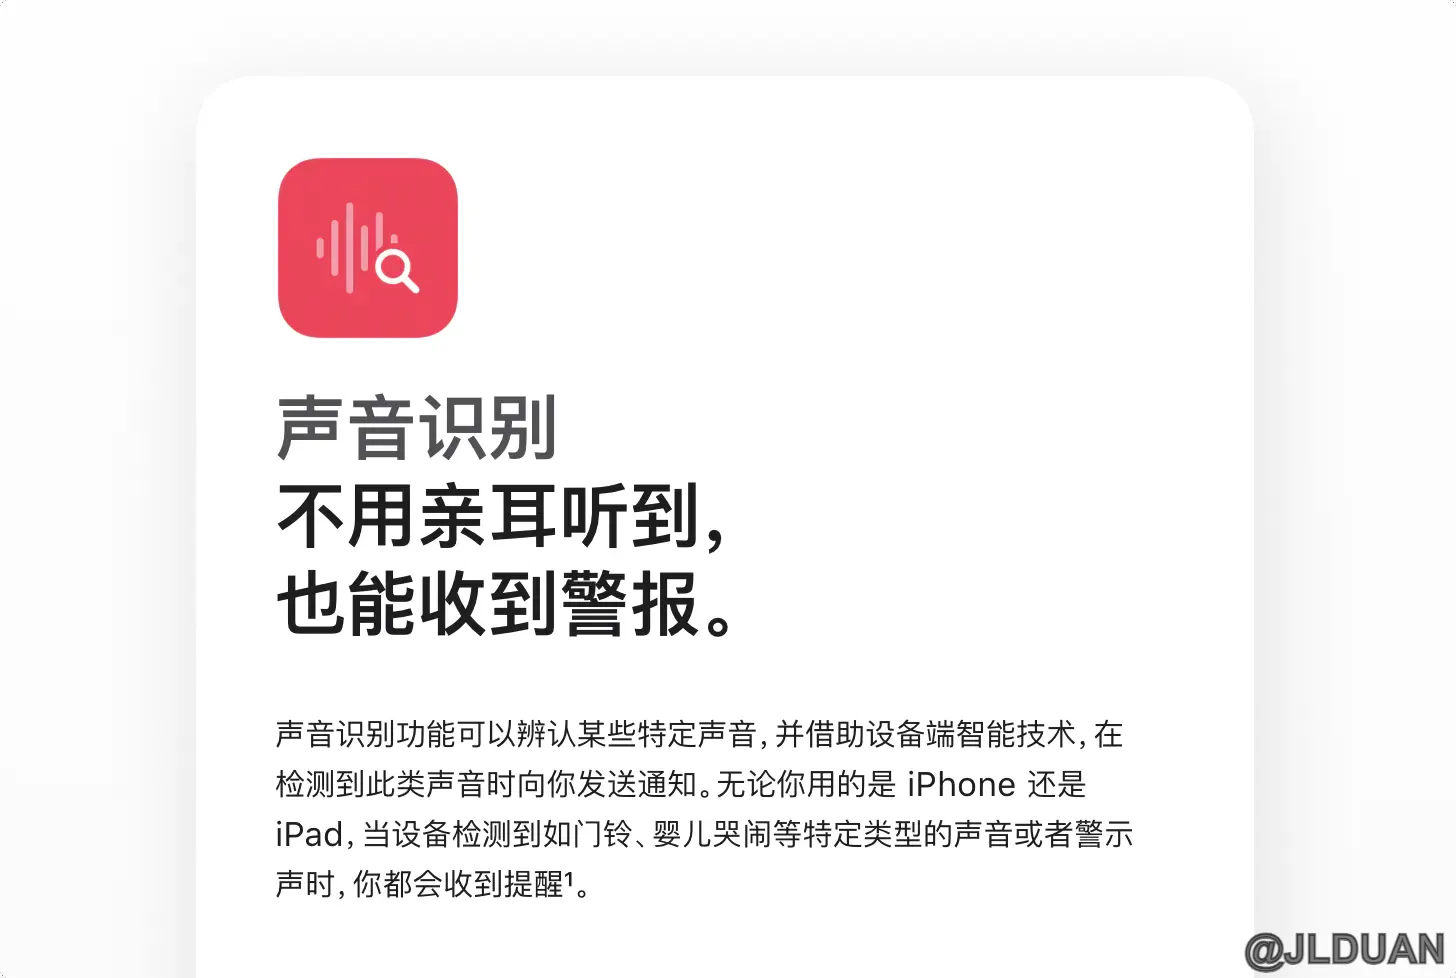 声音识别
不用亲耳听到，
也能收到警报。
声音识别功能可以辨认某些特定声音，并借助设备端智能技术，在
检测到此类声音时向你发送通知。无论你用的是 iPhone 还是
iPad，当设备检测到如门铃、婴儿哭闹等特定类型的声音或者警示
声时，你都会收到提醒¹。
@JLDUAN